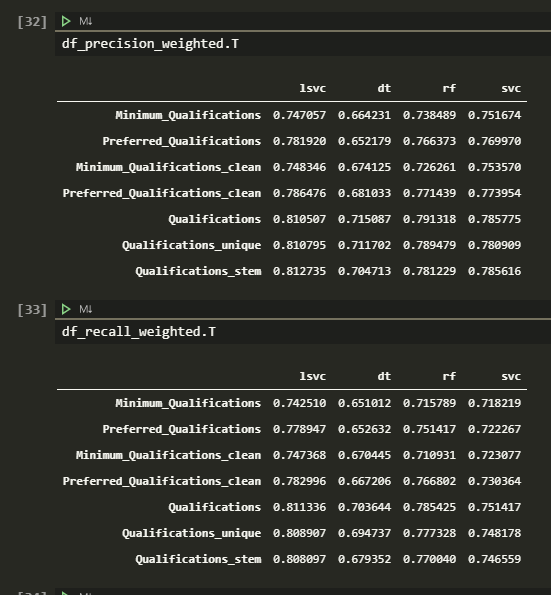 [32] M↓
df_precision_weighted.T
lsvc dt rf svc
Minimum_Qualifications 0.747057 0.664231 0.738489 0.751674
Preferred_Qualifications 0.781920 0.652179 0.766373 0.769970
Minimum_Qualifications_clean 0.748346 0.674125 0.726261 0.753570
Preferred_Qualifications_clean 0.786476 0.681033 0.771439 0.773954
Qualifications 0.810507 0.715087 0.791318 0.785775
Qualifications_unique 0.810795 0.711702 0.789479 0.780909
Qualifications_stem 0.812735 0.704713 0.781229 0.785616
[33] M↓
df_recall_weighted.T
lsvc dt rf svc
Minimum_Qualifications 0.742510 0.651012 0.715789 0.718219
Preferred_Qualifications 0.778947 0.652632 0.751417 0.722267
Minimum_Qualifications_clean 0.747368 0.670445 0.710931 0.723077
Preferred_Qualifications_clean 0.782996 0.667206 0.766802 0.730364
Qualifications 0.811336 0.703644 0.785425 0.751417
Qualifications_unique 0.808907 0.694737 0.777328 0.748178
Qualifications_stem 0.808097 0.679352 0.770040 0.746559